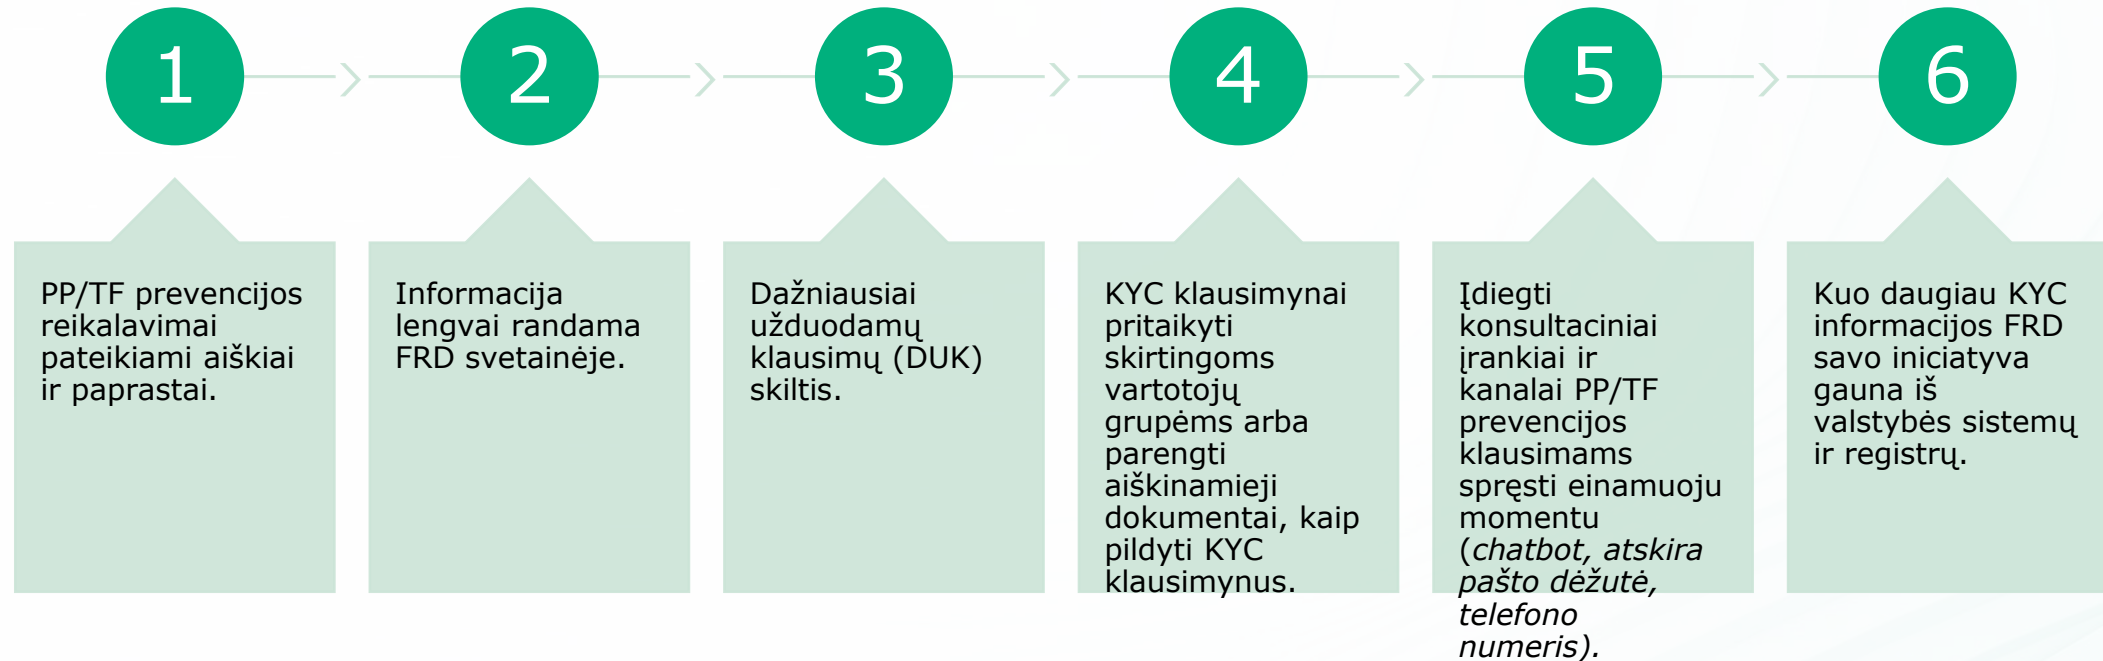 1
2
3
4
5
6
PP/TF prevencijos
reikalavimai
pateikiami aiškiai
ir paprastai.
Informacija
lengvai randama
FRD svetainėje.
Dažniausiai
užduodamų
klausimų (DUK)
skiltis.
KYC klausimynai
pritaikyti
skirtingoms
vartotojų
grupėms arba
parengti
aiškinamieji
dokumentai, kaip
pildyti KYC
klausimynus.
Įdiegti
konsultaciniai
įrankiai ir
kanalai PP/TF
prevencijos
klausimams
spręsti einamuoju
momentu
(chatbot, atskira
pašto dėžutė,
telefono
numeris).
Kuo daugiau KYC
informacijos FRD
savo iniciatyva
gauna iš
valstybės sistemų
ir registrų.